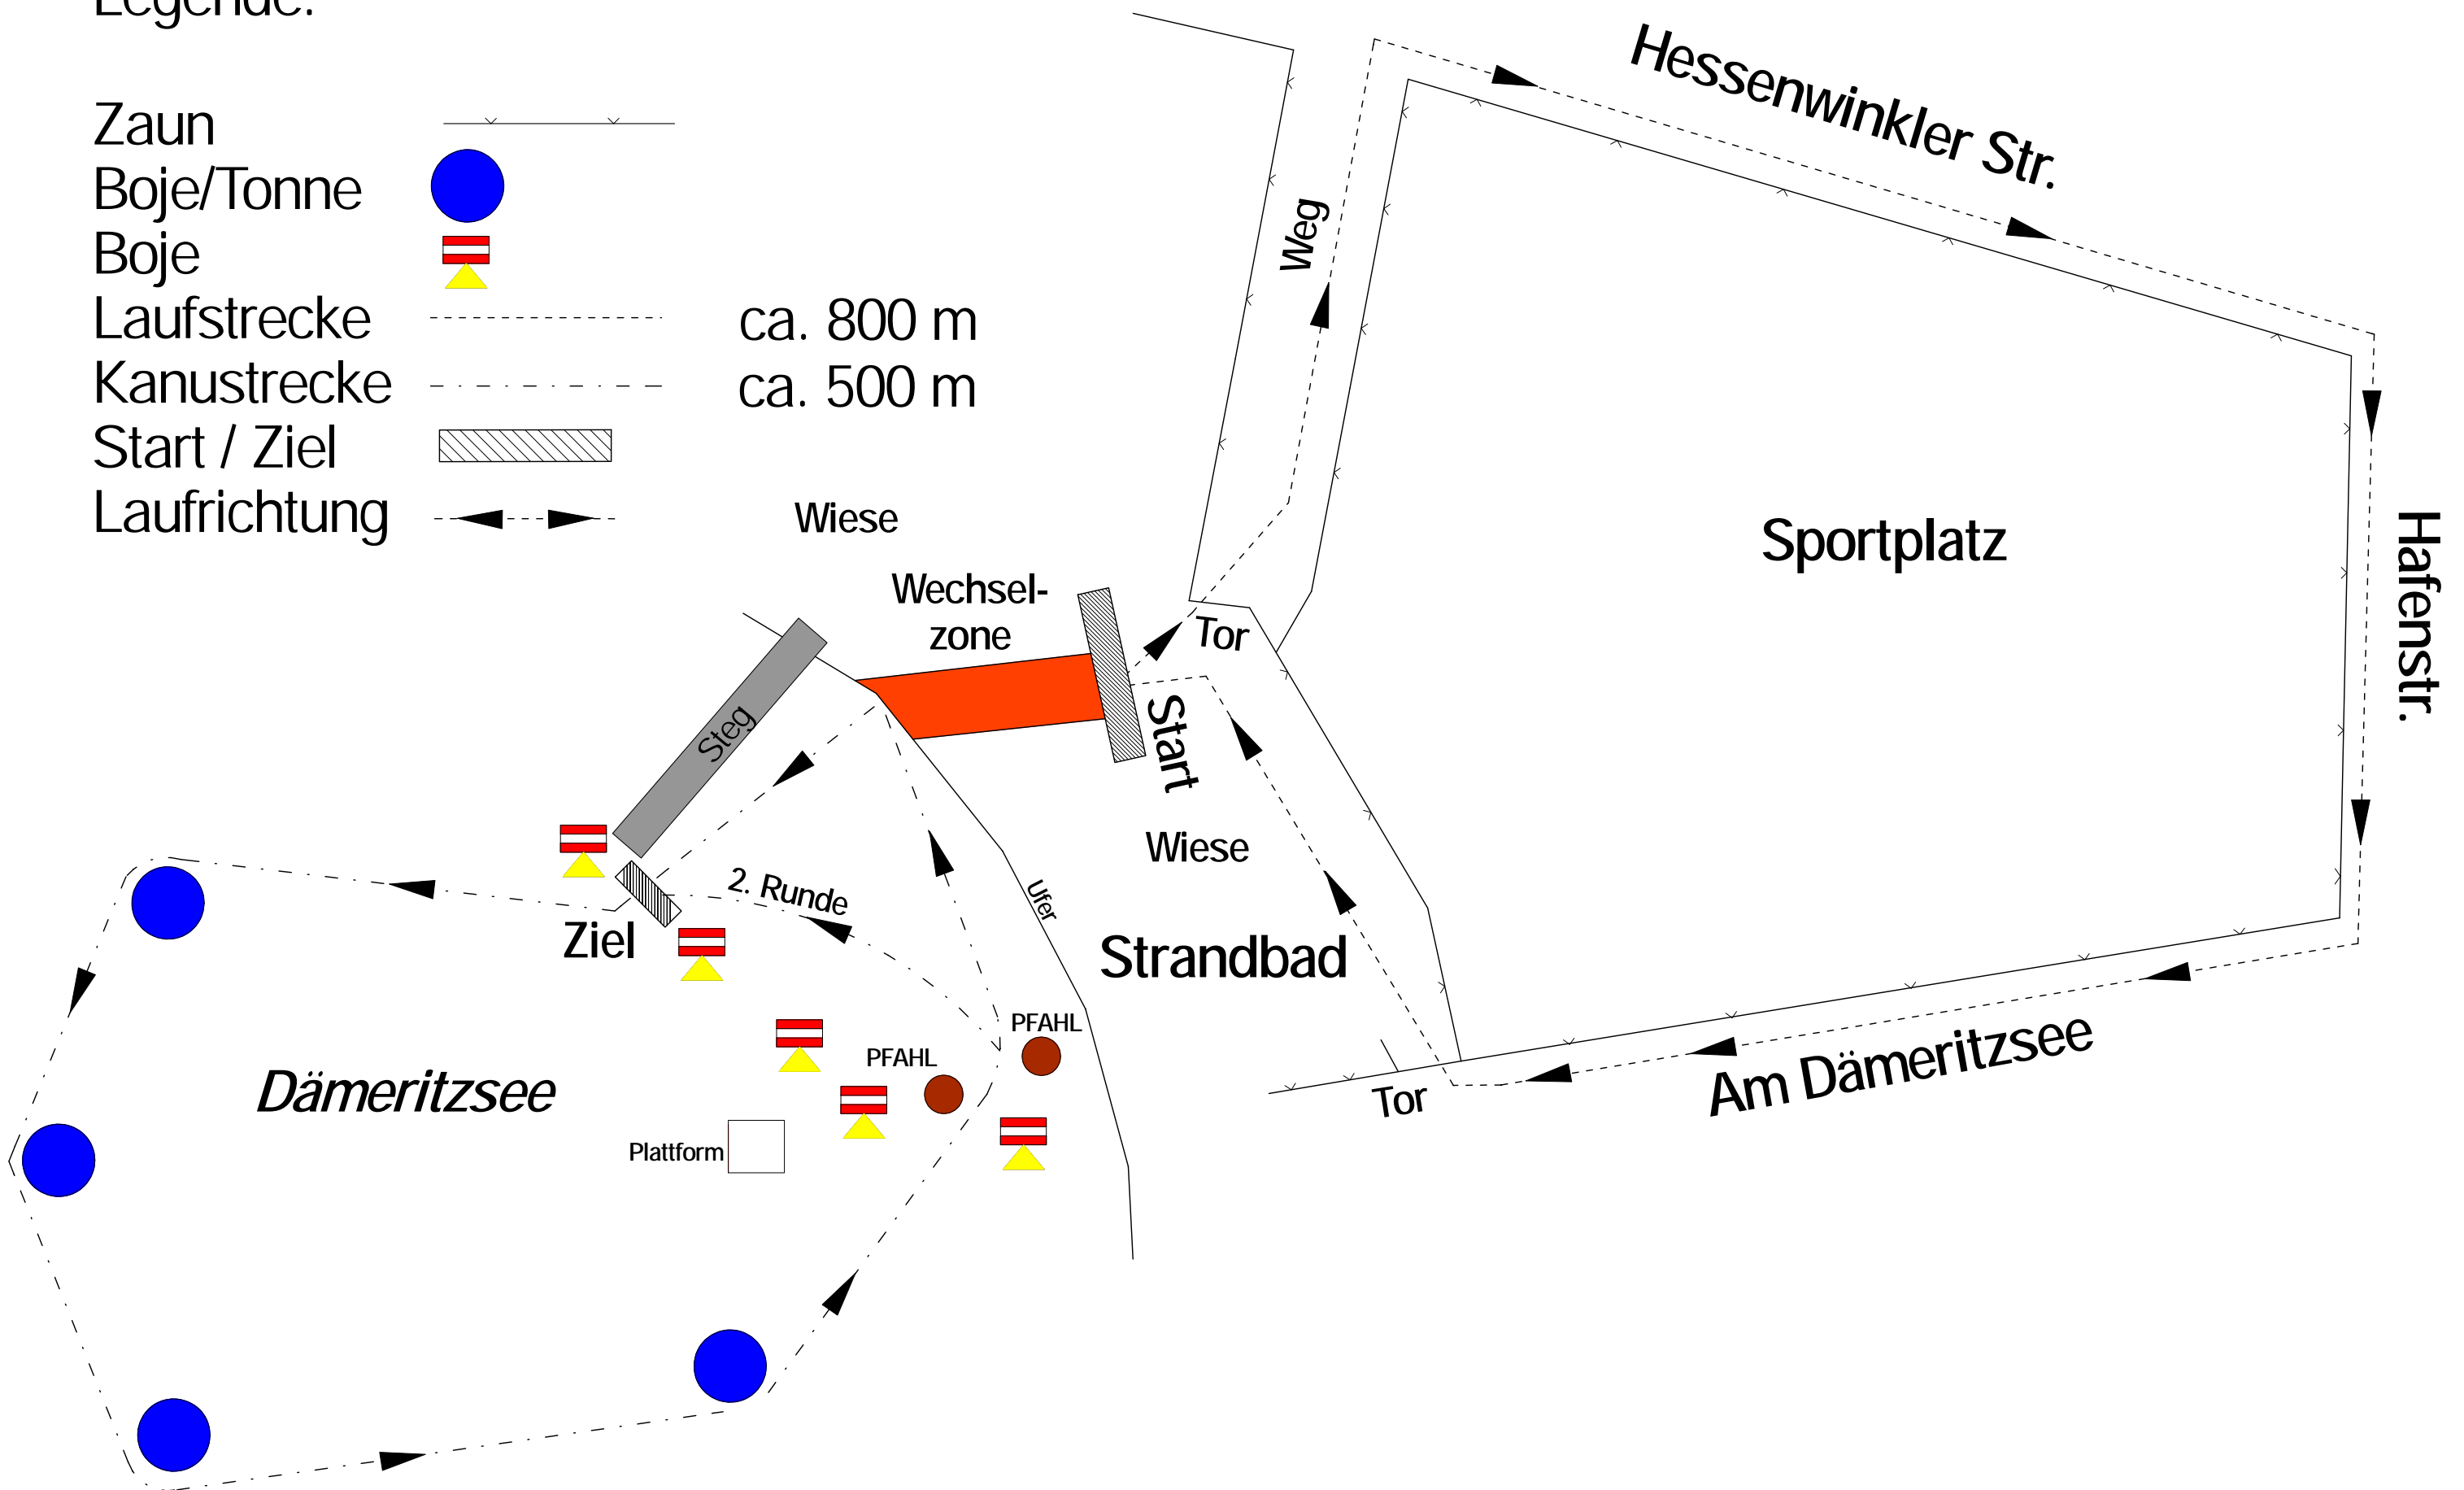 Legende:
Zaun
Boje/Tonne
Boje
Laufstrecke ca. 800 m
Kanustrecke ca. 500 m
Start / Ziel
Laufrichtung
Hessenwinkler Str.
Weg
Wiese
Sportplatz
Hafenstr.
Wechsel-
zone
Tor
Steg
Start
Wiese
2. Runde
Ufer
Ziel
Strandbad
PFAHL
PFAHL
Dämeritzsee
Am Dämeritzsee
Tor
Plattform